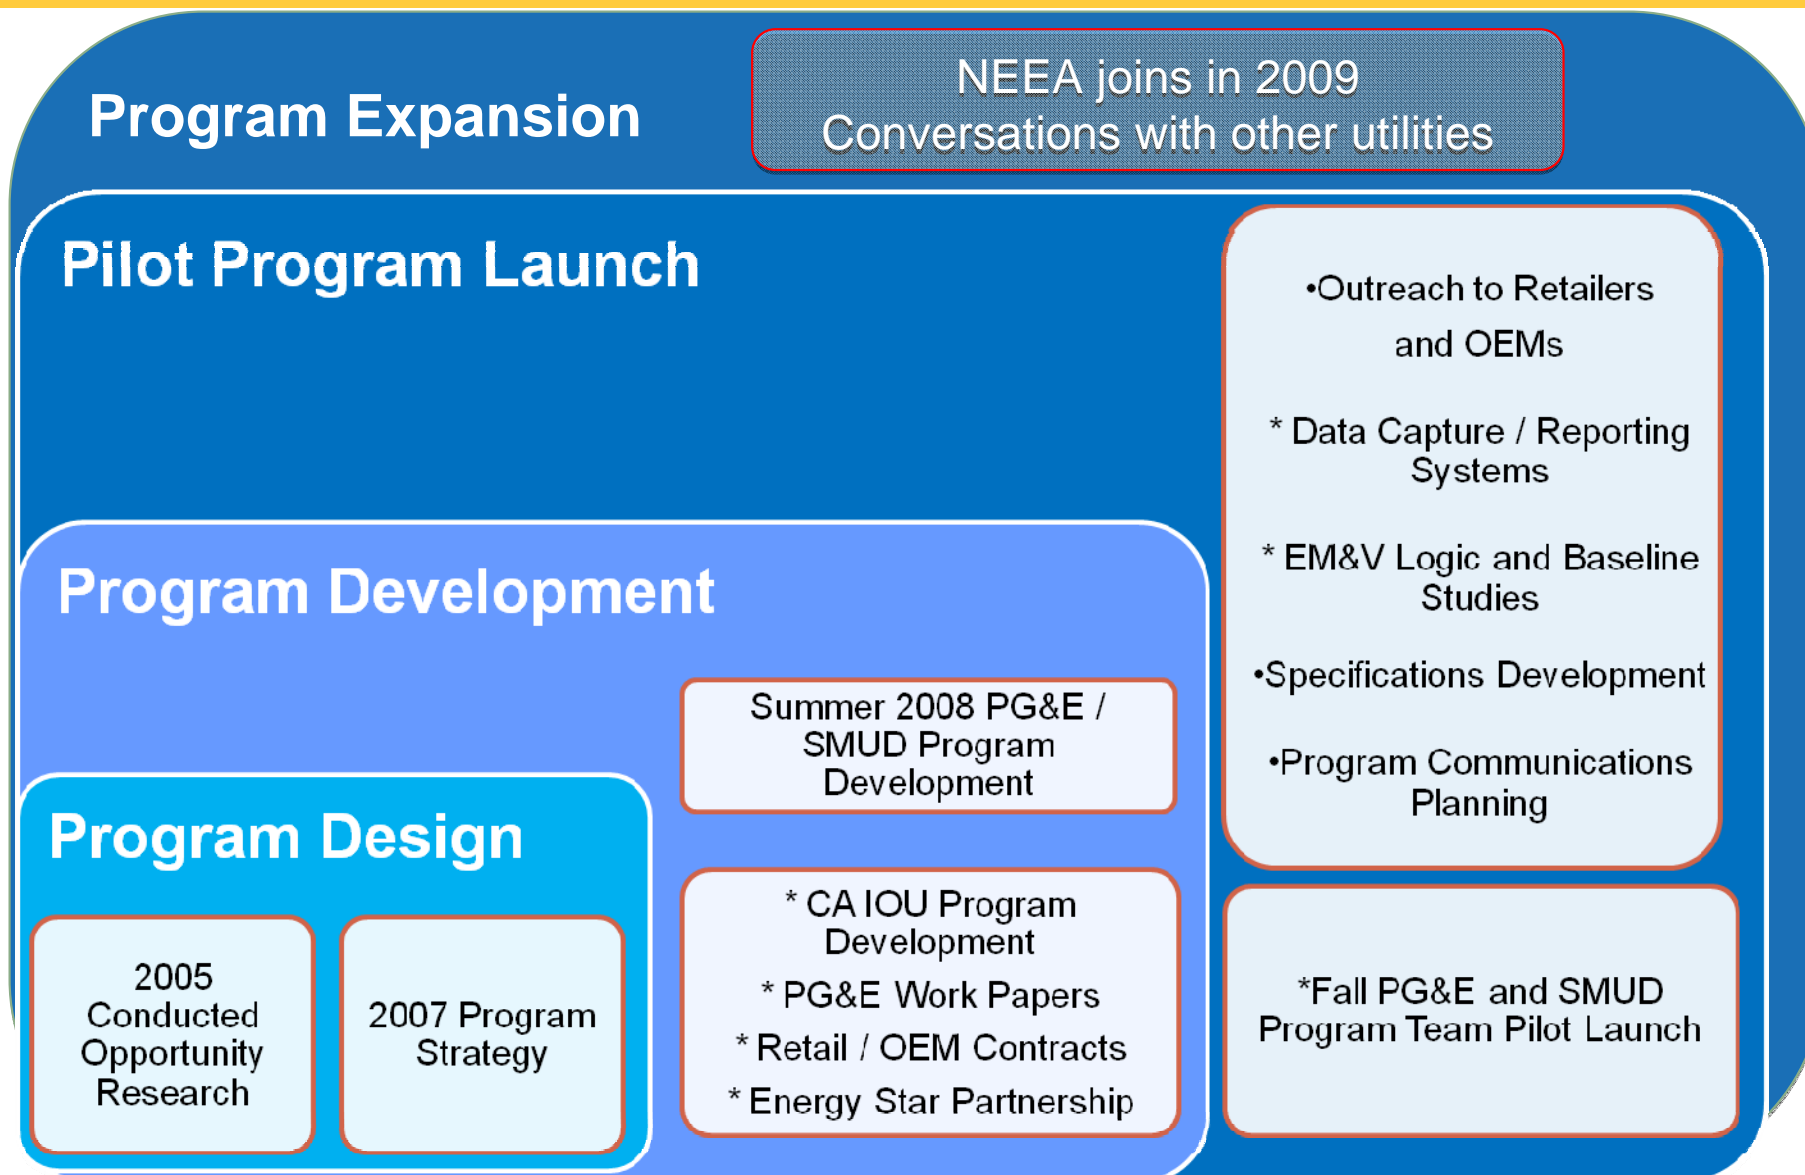 Program Expansion
NEEA joins in 2009
Conversations with other utilities
Pilot Program Launch
•Outreach to Retailers
and OEMs
* Data Capture / Reporting
Systems
* EM&V Logic and Baseline
Studies
•Specifications Development
•Program Communications
Planning
*Fall PG&E and SMUD
Program Team Pilot Launch
Program Development
Summer 2008 PG&E /
SMUD Program
Development
* CA IOU Program
Development
* PG&E Work Papers
* Retail / OEM Contracts
* Energy Star Partnership
Program Design
2005
Conducted
Opportunity
Research
2007 Program
Strategy